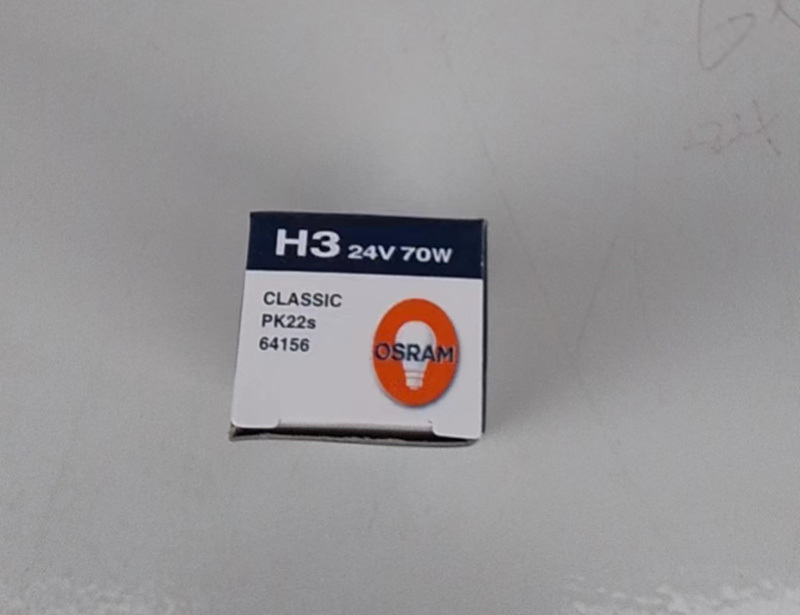 H3 24V 70W
CLASSIC
PK22s
64156
OSRAM